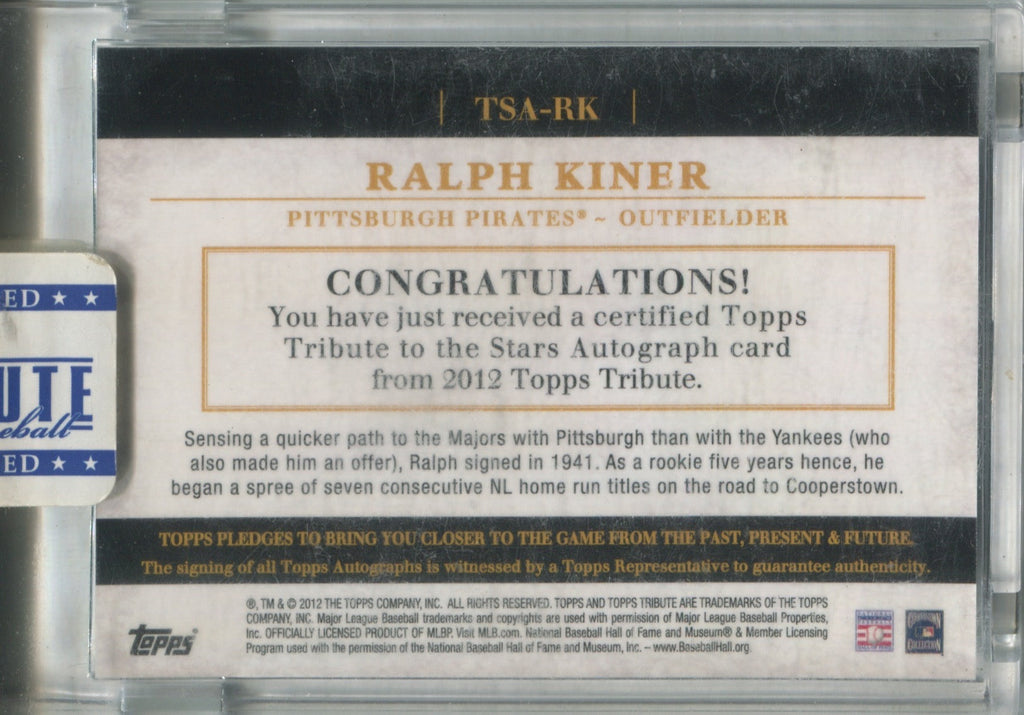 TSA-RK
RALPH KINER
PITTSBURGH PIRATES® ~ OUTFIELDER
CONGRATULATIONS!
You have just received a certified Topps
Tribute to the Stars Autograph card
from 2012 Topps Tribute.
ED ★ ★
UTE
eball
ED ★ ★
Sensing a quicker path to the Majors with Pittsburgh than with the Yankees (who
also made him an offer), Ralph signed in 1941. As a rookie five years hence, he
began a spree of seven consecutive NL home run titles on the road to Cooperstown.
TOPPS PLEDGES TO BRING YOU CLOSER TO THE GAME FROM THE PAST, PRESENT & FUTURE
The signing of all Topps Autographs is witnessed by a Topps Representative to guarantee authenticity.
®, TM & © 2012 THE TOPPS COMPANY, INC. ALL RIGHTS RESERVED. TOPPS AND TOPPS TRIBUTE ARE TRADEMARKS OF THE TOPPS
COMPANY, INC. Major League Baseball trademarks and copyrights are used with permission of Major League Baseball Properties,
Inc. OFFICIALLY LICENSED PRODUCT OF MLBP. Visit MLB.com. National Baseball Hall of Fame and Museum® & Member Licensing
Program used with the permission of the National Baseball Hall of Fame and Museum, Inc. – www.BaseballHall.org.
topps